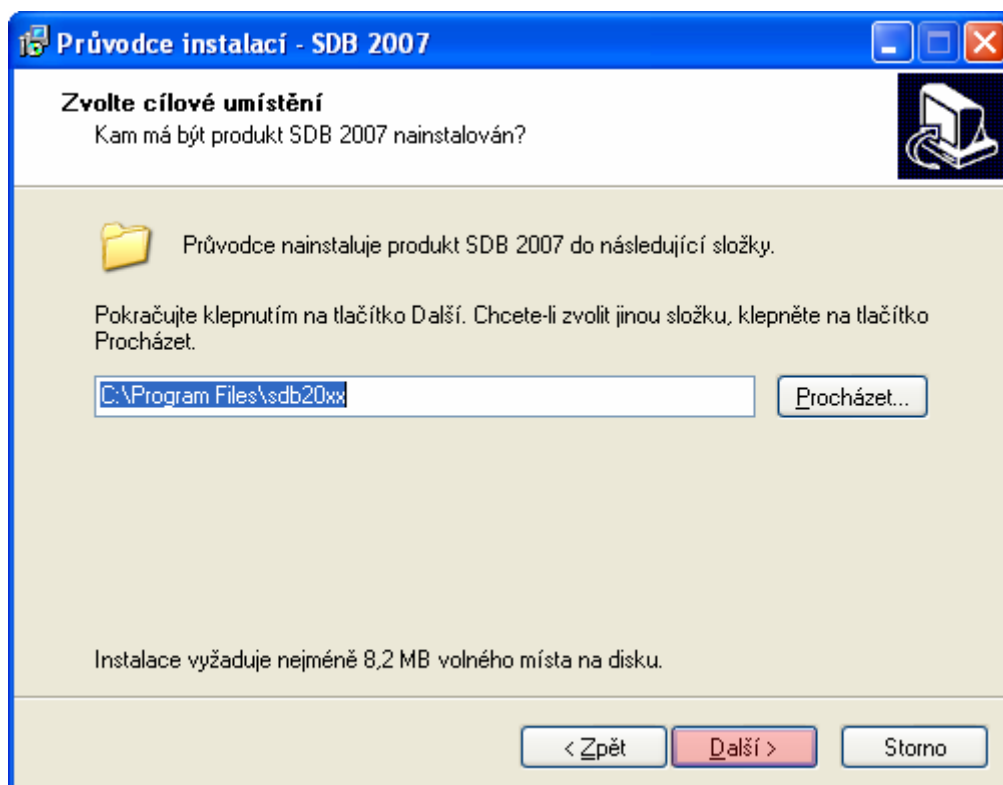 Průvodce instalací - SDB 2007
Zvolte cílové umístění
Kam má být produkt SDB 2007 nainstalován?
Průvodce nainstaluje produkt SDB 2007 do následující složky.
Pokračujte klepnutím na tlačítko Další. Chcete-li zvolit jinou složku, klepněte na tlačítko
Procházet.
C:\Program Files\sdb20xx
Procházet...
Instalace vyžaduje nejméně 8,2 MB volného místa na disku.
< Zpět
Další >
Storno